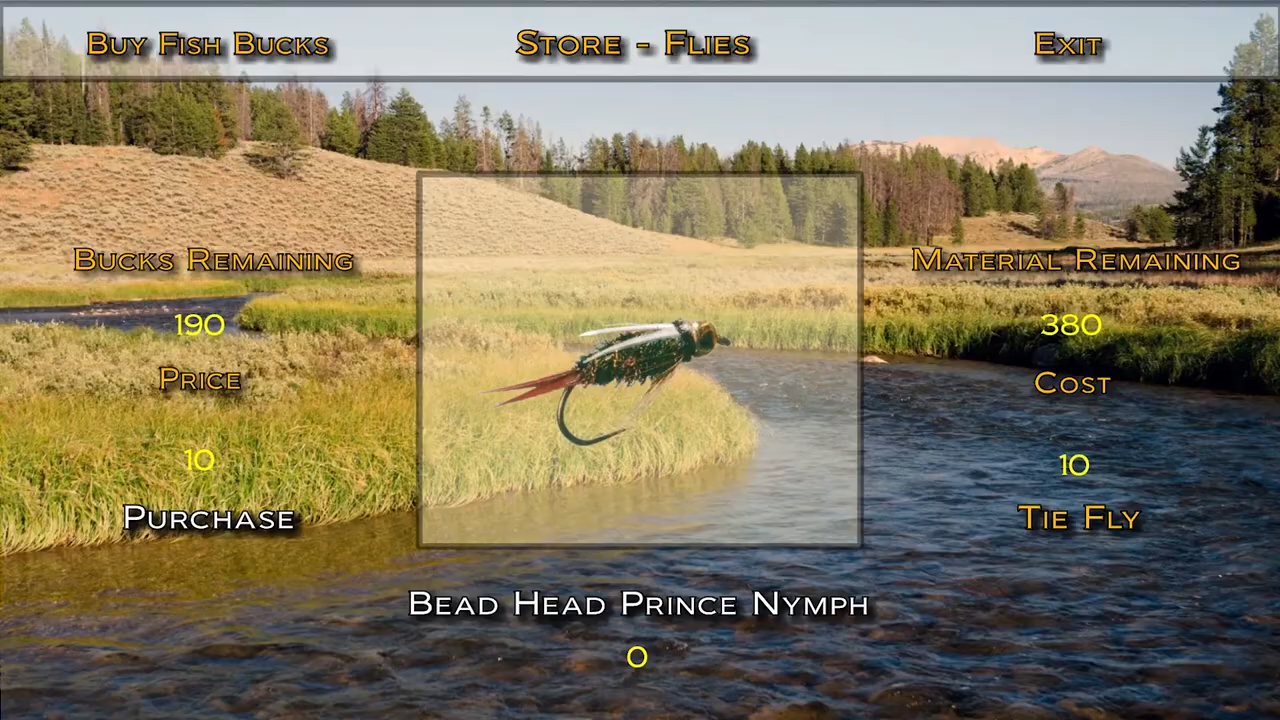 Buy Fish Bucks
Store - Flies
Exit
Bucks Remaining
190
Price
10
Purchase
Material Remaining
380
Cost
10
Tie Fly
Bead Head Prince Nymph
0